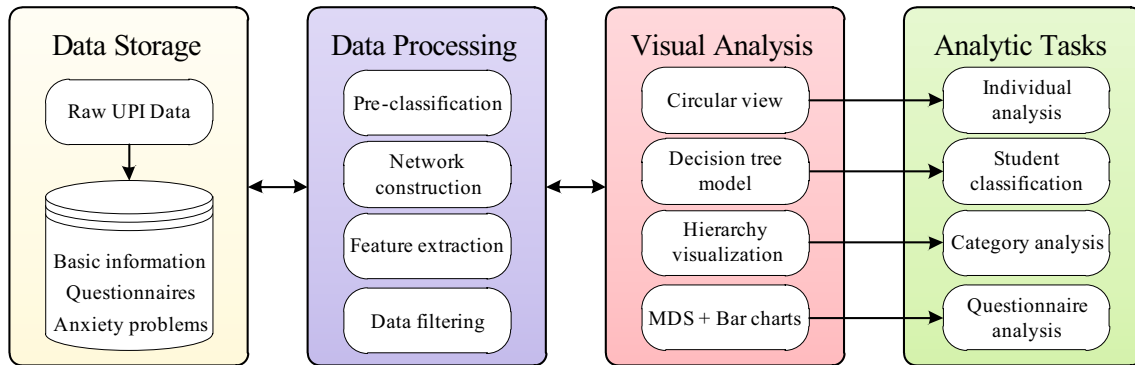 Data Storage
Raw UPI Data
Basic information
Questionnaires
Anxiety problems
Data Processing
Pre-classification
Network
construction
Feature extraction
Data filtering
Visual Analysis
Circular view
Decision tree
model
Hierarchy
visualization
MDS + Bar charts
Analytic Tasks
Individual
analysis
Student
classification
Category analysis
Questionnaire
analysis